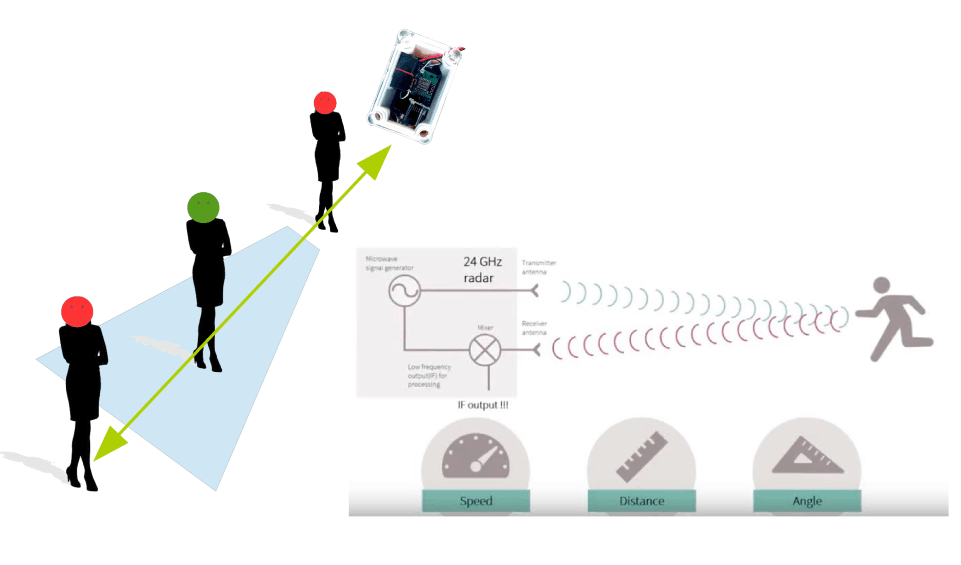 Microwave
signal generator
24 GHz
radar
Transmitter
antenna
Receiver
antenna
Mixer
Low frequency
output(IF) for
processing
IF output !!!
Speed
Distance
Angle